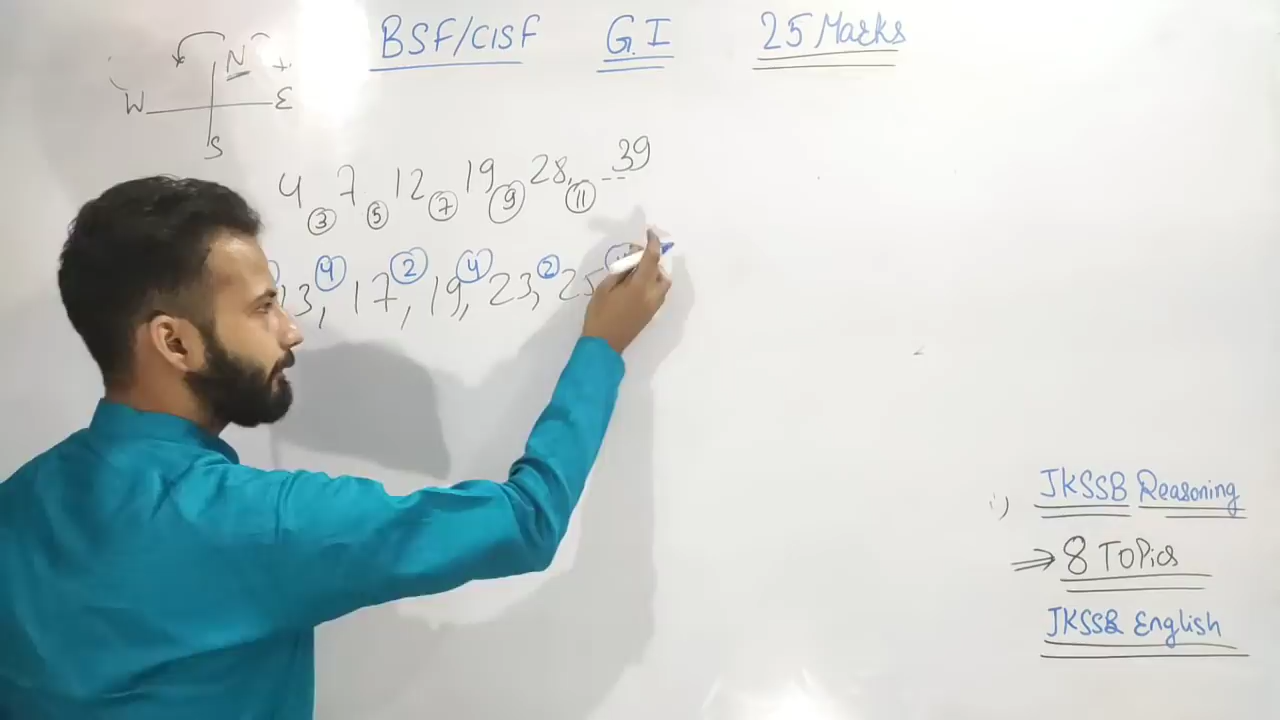 BSF/CISF G.I 25 Marks
N
W E
S
4 7 12 19 28, -- 39
3 5 7 9 11
4 2 4 2
13, 17, 19, 23, 25
JKSSB Reasoning
⇒ 8 Topics
JKSSB English